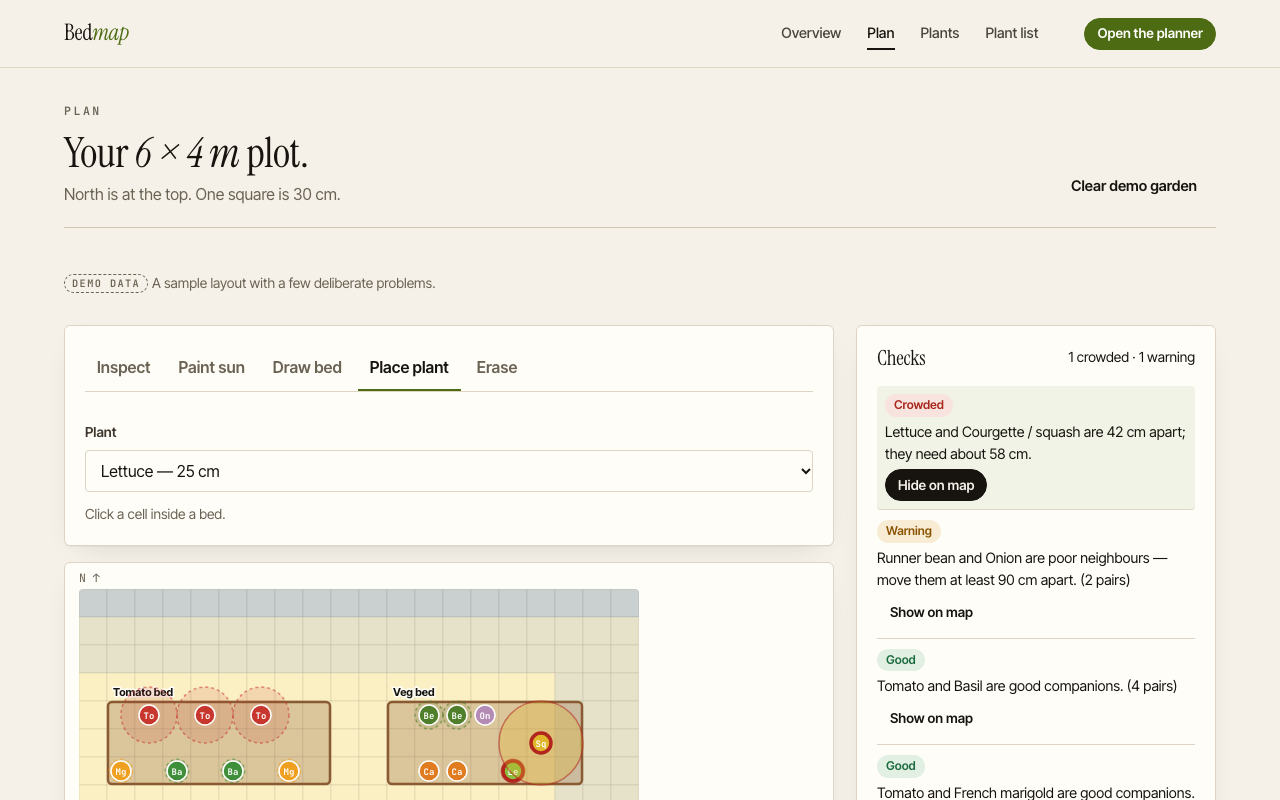 Bedmap
Overview
Plan
Plants
Plant list
Open the planner
PLAN
Your 6 × 4 m plot.
North is at the top. One square is 30 cm.
Clear demo garden
DEMO DATA A sample layout with a few deliberate problems.
Inspect
Paint sun
Draw bed
Place plant
Erase
Plant
Lettuce — 25 cm
Click a cell inside a bed.
N ↑
Tomato bed
To To To
Mg Ba Ba Mg
Veg bed
Be Be On
Sq
Ca Ca
Checks
1 crowded · 1 warning
Crowded
Lettuce and Courgette / squash are 42 cm apart;
they need about 58 cm.
Hide on map
Warning
Runner bean and Onion are poor neighbours —
move them at least 90 cm apart. (2 pairs)
Show on map
Good
Tomato and Basil are good companions. (4 pairs)
Show on map
Good
Tomato and French marigold are good companions.